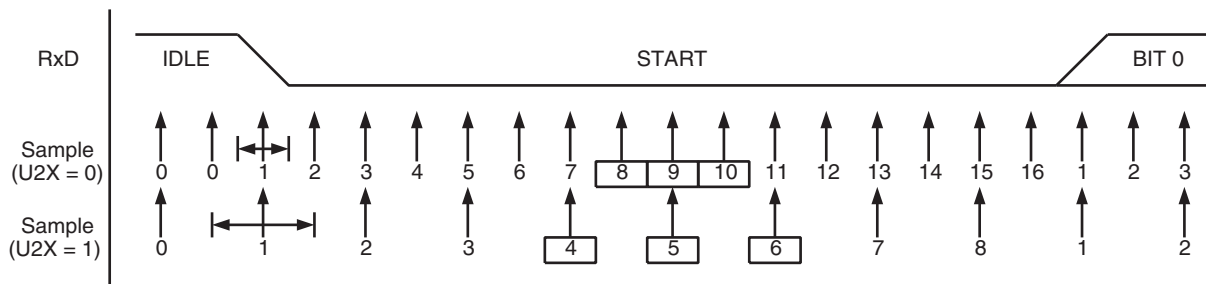 RxD IDLE START BIT 0
Sample
(U2X = 0)
0 0 1 2 3 4 5 6 7 8 9 10 11 12 13 14 15 16 1 2 3
Sample
(U2X = 1)
0 1 2 3 4 5 6 7 8 1 2